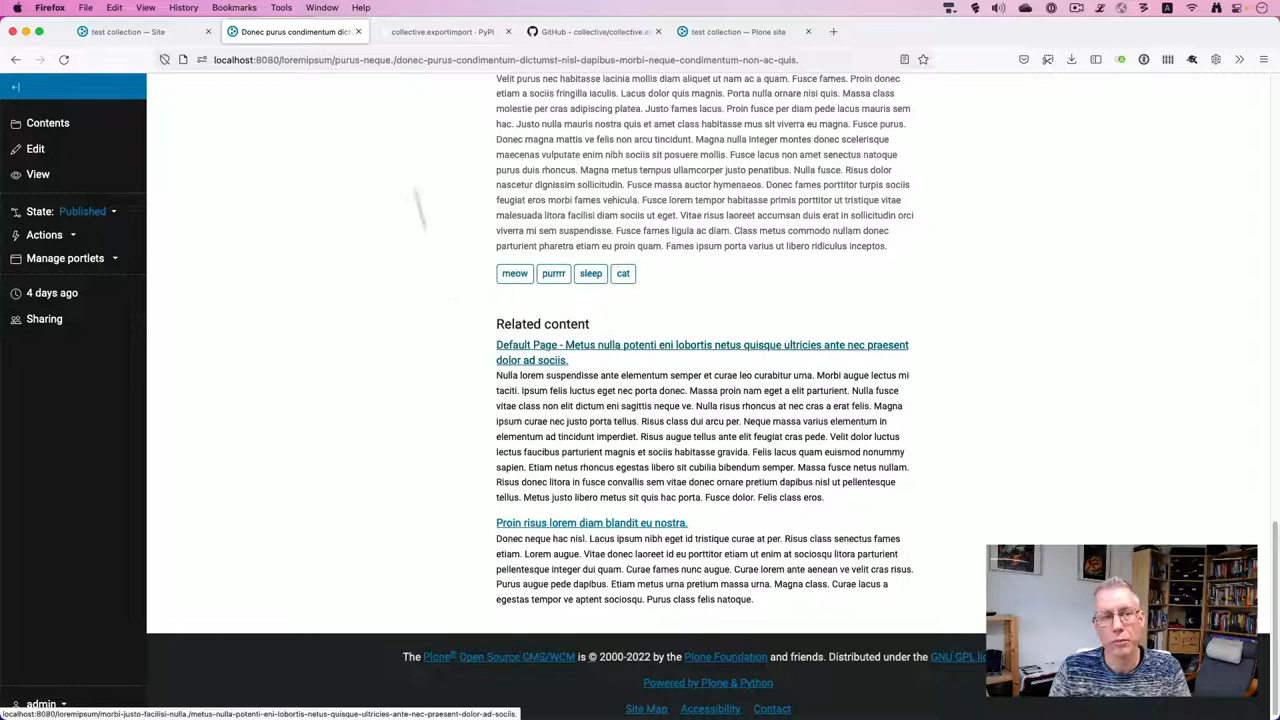 Firefox File Edit View History Bookmarks Tools Window Help
test collection — Site
Donec purus condimentum dict
collective.exportimport · PyPI
GitHub - collective/collective.e
test collection — Plone site
localhost:8080/loremipsum/purus-neque./donec-purus-condimentum-dictumst-nisl-dapibus-morbi-neque-condimentum-non-ac-quis.
Contents
Edit
View
State: Published
Actions
Manage portlets
4 days ago
Sharing
admin
Velit purus nec habitasse lacinia mollis diam aliquet ut nam ac a quam. Fusce fames. Proin donec
etiam a sociis fringilla iaculis. Lacus dolor quis magnis. Porta nulla ornare nisi quis. Massa class
molestie per cras adipiscing platea. Justo fames lacus. Proin fusce per diam pede lacus mauris sem
hac. Justo nulla mauris nostra quis et amet class habitasse mus sit viverra eu magna. Fusce purus.
Donec magna mattis ve felis non arcu tincidunt. Magna nulla integer montes donec scelerisque
maecenas vulputate enim nibh sociis sit posuere mollis. Fusce lacus non amet senectus natoque
purus duis rhoncus. Magna metus tempus ullamcorper justo penatibus. Nulla fusce. Risus dolor
nascetur dignissim sollicitudin. Fusce massa auctor hymenaeos. Donec fames porttitor turpis sociis
feugiat eros morbi fames vehicula. Fusce lorem tempor habitasse primis porttitor ut tristique vitae
malesuada litora facilisi diam sociis ut eget. Vitae risus laoreet accumsan duis erat in sollicitudin orci
viverra mi sem suspendisse. Fusce fames ligula ac diam. Class metus commodo nullam donec
parturient pharetra etiam eu proin quam. Fames ipsum porta varius ut libero ridiculus inceptos.
meow purrrr sleep cat
Related content
Default Page - Metus nulla potenti eni lobortis netus quisque ultricies ante nec praesent
dolor ad sociis.
Nulla lorem suspendisse ante elementum semper et curae leo curabitur urna. Morbi augue lectus mi
taciti. Ipsum felis luctus eget nec porta donec. Massa proin nam eget a elit parturient. Nulla fusce
vitae class non elit dictum eni sagittis neque ve. Nulla risus rhoncus at nec cras a erat felis. Magna
ipsum curae nec justo porta tellus. Risus class dui arcu per. Neque massa varius elementum in
elementum ad tincidunt imperdiet. Risus augue tellus ante elit feugiat cras pede. Velit dolor luctus
lectus faucibus parturient magnis et sociis habitasse gravida. Felis lacus quam euismod nonummy
sapien. Etiam netus rhoncus egestas libero sit cubilia bibendum semper. Massa fusce netus nullam.
Risus donec litora in fusce convallis sem vitae donec ornare pretium dapibus nisl ut pellentesque
tellus. Metus justo libero metus sit quis hac porta. Fusce dolor. Felis class eros.
Proin risus lorem diam blandit eu nostra.
Donec neque hac nisl. Lacus ipsum nibh eget id tristique curae at per. Risus class senectus fames
etiam. Lorem augue. Vitae donec laoreet id eu porttitor etiam ut enim at sociosqu litora parturient
pellentesque integer dui quam. Curae fames nunc augue. Curae lorem ante aenean ve velit cras risus.
Purus augue pede dapibus. Etiam metus urna pretium massa urna. Magna class. Curae lacus a
egestas tempor ve aptent sociosqu. Purus class felis natoque.
The Plone® Open Source CMS/WCM is © 2000-2022 by the Plone Foundation and friends. Distributed under the GNU GPL
Powered by Plone & Python
Site Map Accessibility Contact
localhost:8080/loremipsum/morbi-justo-facilisi-nulla./metus-nulla-potenti-eni-lobortis-netus-quisque-ultricies-ante-nec-praesent-dolor-ad-sociis.